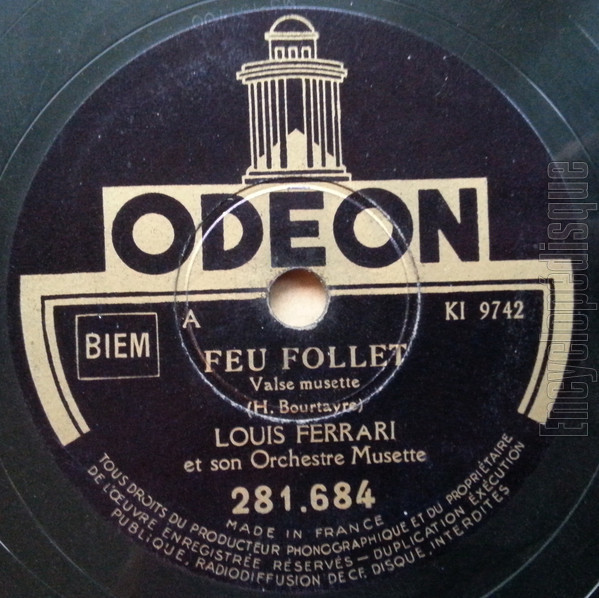 ODEON
BIEM
A
KI 9742
FEU FOLLET
Valse musette
(H. Bourtayre)
LOUIS FERRARI
et son Orchestre Musette
281.684
MADE IN FRANCE
TOUS DROITS DU PRODUCTEUR PHONOGRAPHIQUE ET DU PROPRIÉTAIRE
DE L'ŒUVRE ENREGISTRÉE RÉSERVÉS - DUPLICATION EXÉCUTION
PUBLIQUE, RADIODIFFUSION DE CE DISQUE, INTERDITES
Encyclopédisque